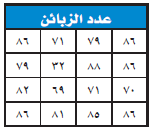 عدد الزبائن
٨٦ ٧٩ ٧١ ٨٦
٨٦ ٨٨ ٣٢ ٧٩
٧٠ ٧١ ٦٩ ٨٢
٨٦ ٨٥ ٨١ ٨٦